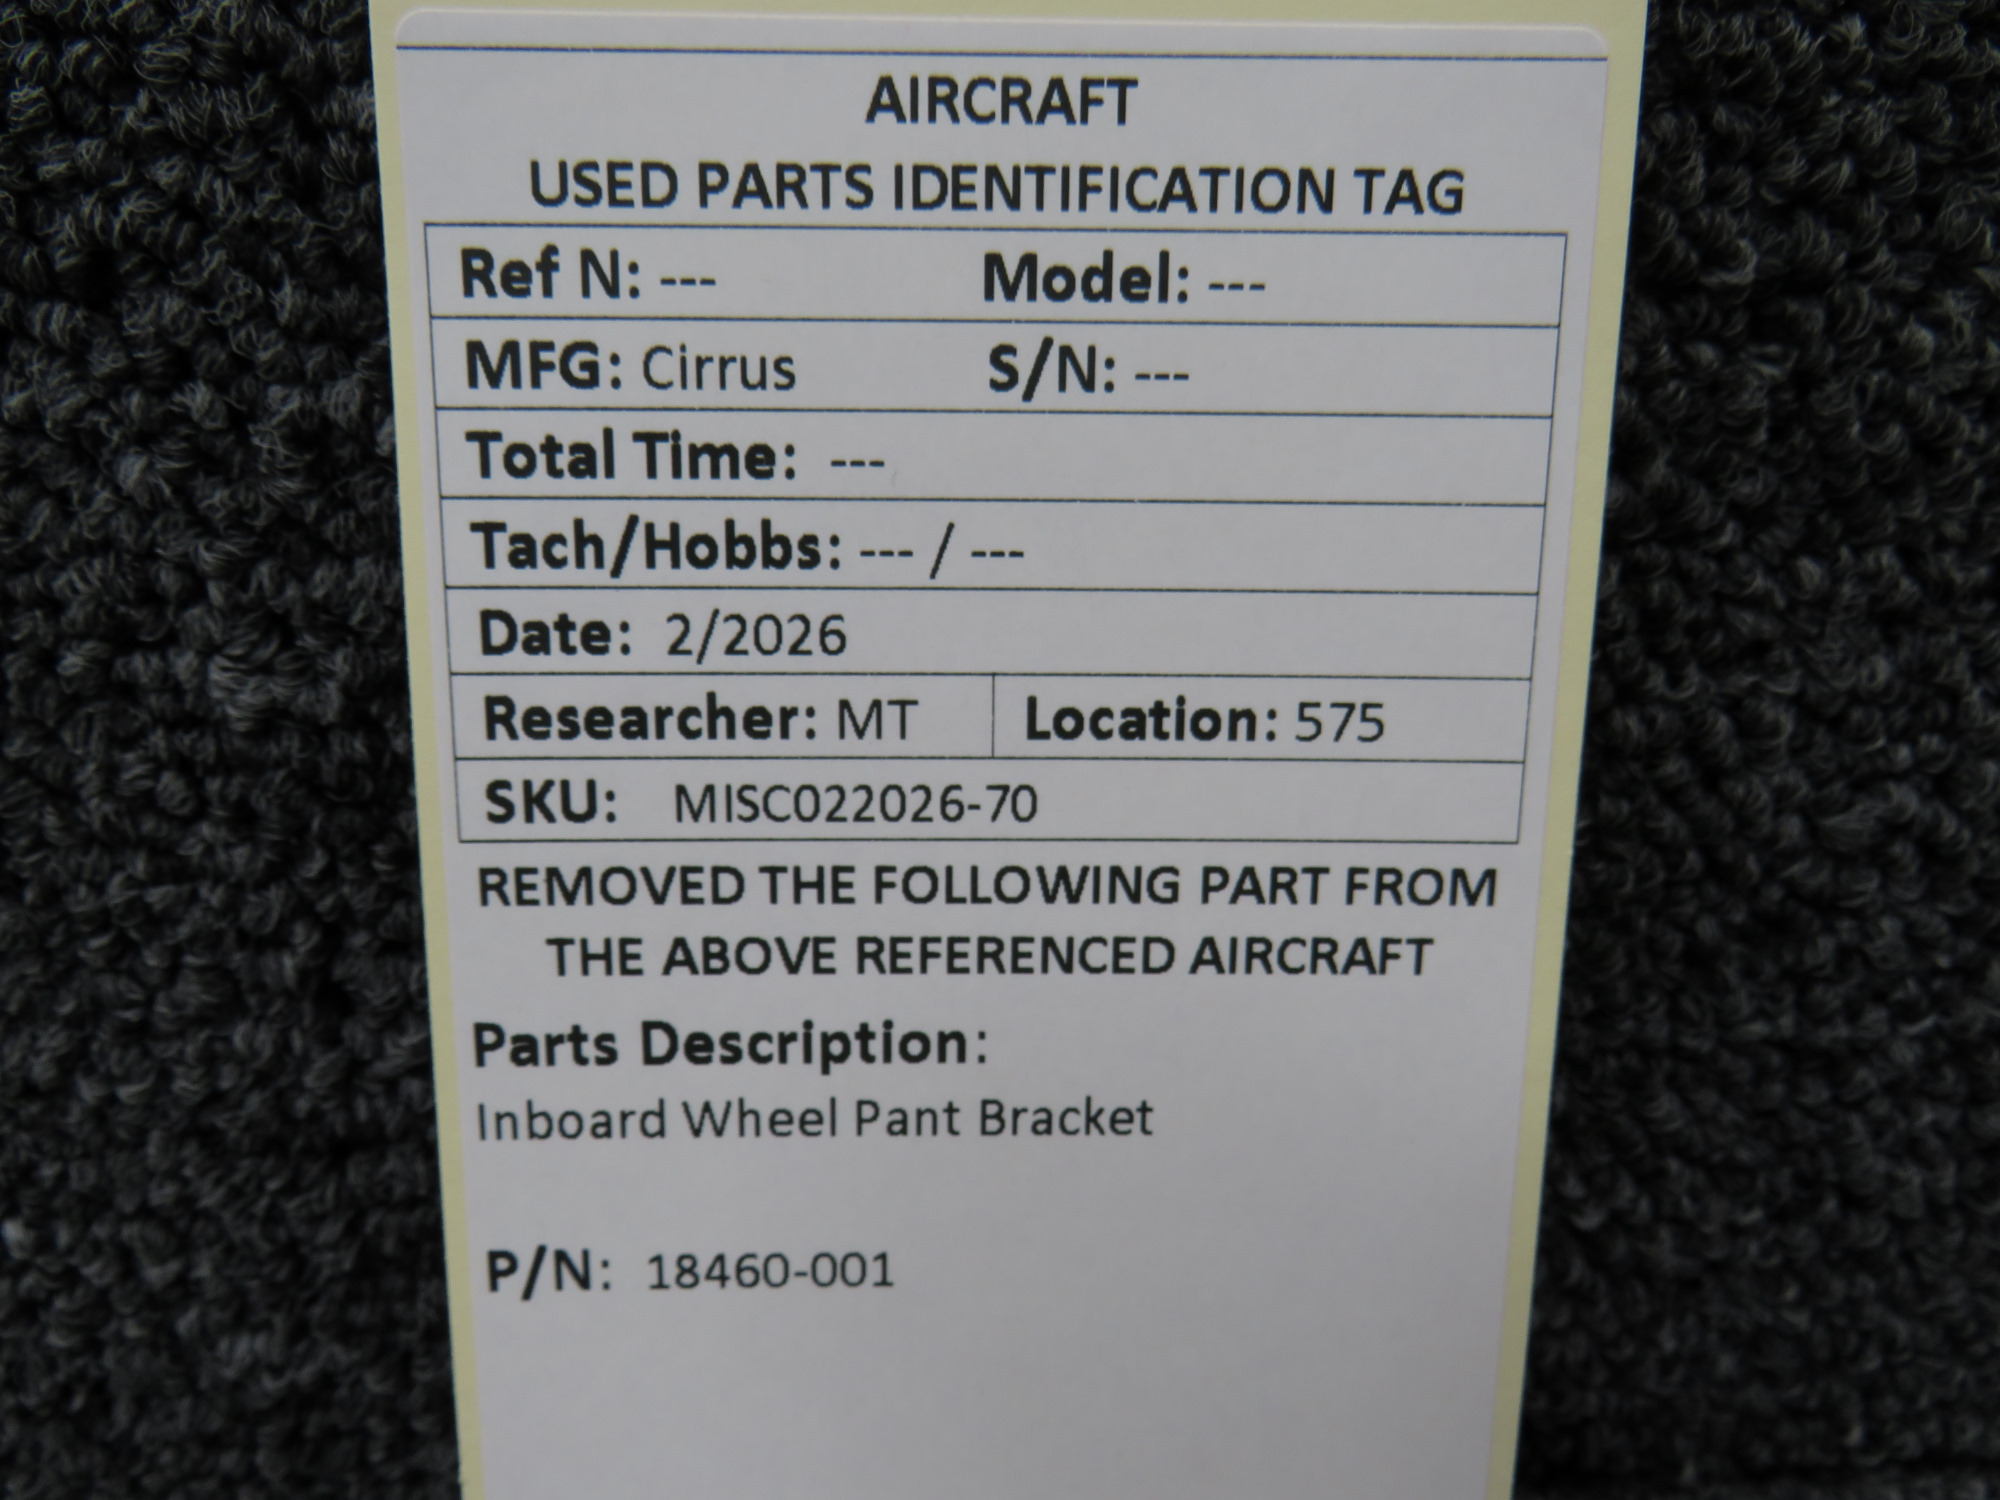 AIRCRAFT
USED PARTS IDENTIFICATION TAG
Ref N: --- Model: ---
MFG: Cirrus S/N: ---
Total Time: ---
Tach/Hobbs: --- / ---
Date: 2/2026
Researcher: MT Location: 575
SKU: MISC022026-70
REMOVED THE FOLLOWING PART FROM
THE ABOVE REFERENCED AIRCRAFT
Parts Description:
Inboard Wheel Pant Bracket
P/N: 18460-001